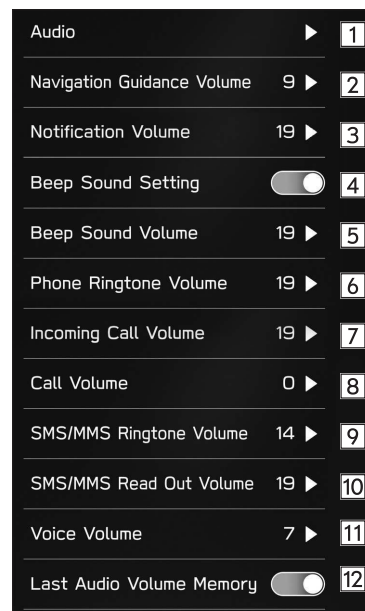 Audio 1
Navigation Guidance Volume 9 2
Notification Volume 19 3
Beep Sound Setting 4
Beep Sound Volume 19 5
Phone Ringtone Volume 19 6
Incoming Call Volume 19 7
Call Volume 0 8
SMS/MMS Ringtone Volume 14 9
SMS/MMS Read Out Volume 19 10
Voice Volume 7 11
Last Audio Volume Memory 12